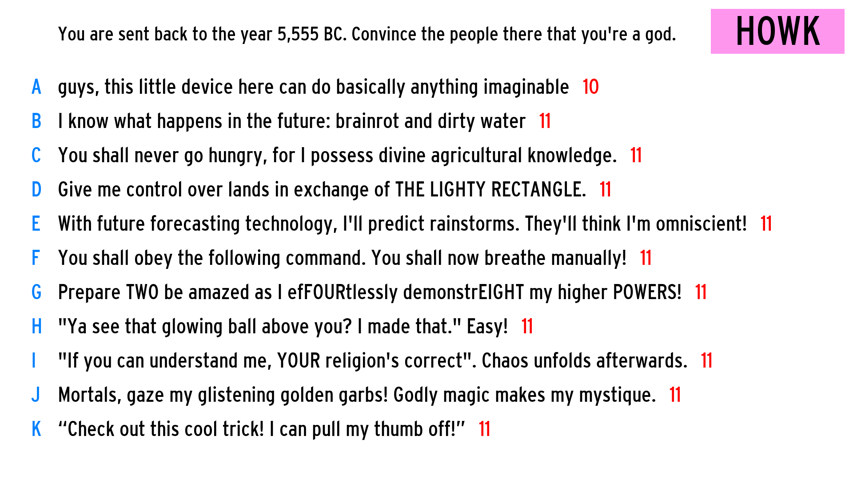 You are sent back to the year 5,555 BC. Convince the people there that you're a god.
HOWK
A guys, this little device here can do basically anything imaginable 10
B I know what happens in the future: brainrot and dirty water 11
C You shall never go hungry, for I possess divine agricultural knowledge. 11
D Give me control over lands in exchange of THE LIGHTY RECTANGLE. 11
E With future forecasting technology, I'll predict rainstorms. They'll think I'm omniscient! 11
F You shall obey the following command. You shall now breathe manually! 11
G Prepare TWO be amazed as I efFOURtlessly demonstrEIGHT my higher POWERS! 11
H "Ya see that glowing ball above you? I made that." Easy! 11
I "If you can understand me, YOUR religion's correct". Chaos unfolds afterwards. 11
J Mortals, gaze my glistening golden garbs! Godly magic makes my mystique. 11
K “Check out this cool trick! I can pull my thumb off!” 11